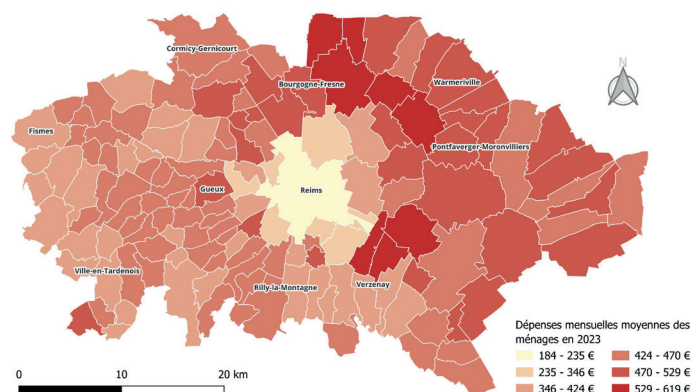 N
Cormicy-Gernicourt
Bourgogne-Fresne
Warmeriville
Fismes
Pontfaverger-Moronvilliers
Gueux
Reims
Ville-en-Tardenois
Rilly-la-Montagne
Verzenay
Dépenses mensuelles moyennes des
ménages en 2023
184 - 235 €
235 - 346 €
346 - 424 €
424 - 470 €
470 - 529 €
529 - 619 €
0 10 20 km